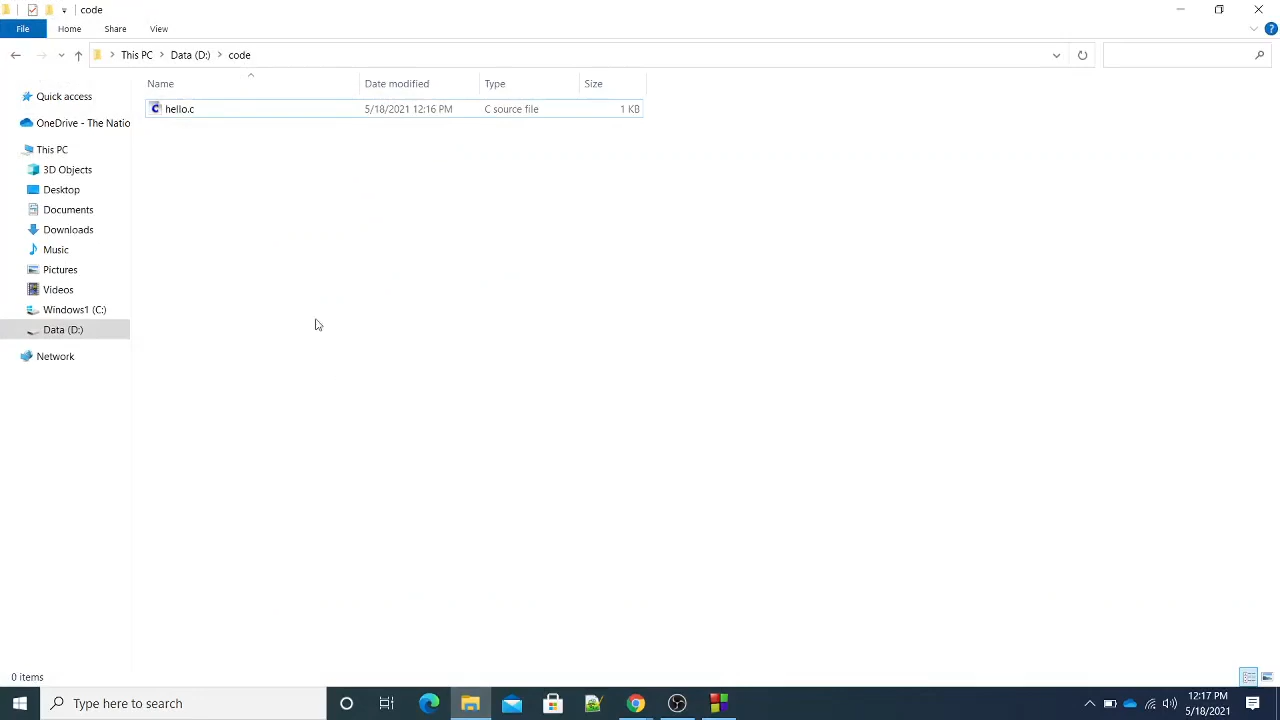 code
File Home Share View
This PC Data (D:) code
Name Date modified Type Size
hello.c 5/18/2021 12:16 PM C source file 1 KB
Quick access
OneDrive - The Natio
This PC
3D Objects
Desktop
Documents
Downloads
Music
Pictures
Videos
Windows1 (C:)
Data (D:)
Network
0 items
Type here to search
12:17 PM
5/18/2021